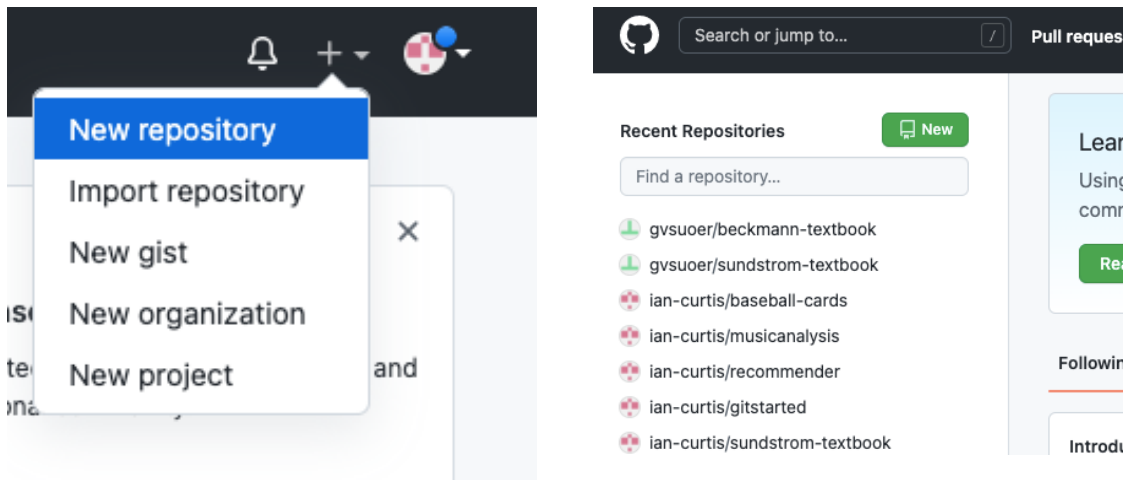 New repository
Import repository
New gist
New organization
New project
and
Search or jump to...
/
Pull reques
Recent Repositories
New
Find a repository...
gvsuoer/beckmann-textbook
gvsuoer/sundstrom-textbook
ian-curtis/baseball-cards
ian-curtis/musicanalysis
ian-curtis/recommender
ian-curtis/gitstarted
ian-curtis/sundstrom-textbook
Lear
Using
comm
Rea
Followin
Introdu